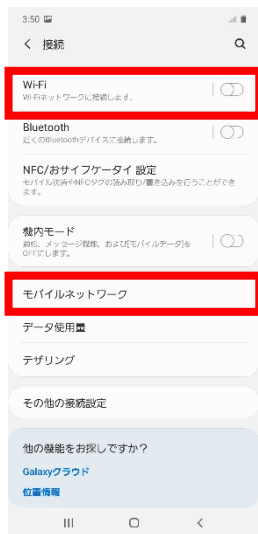 3:50
接続
Wi-Fi
Wi-Fiネットワークに接続します。
Bluetooth
近くのBluetoothデバイスに接続します。
NFC/おサイフケータイ 設定
モバイル決済やNFCタグの読み取り/書き込みを行うことができ
ます。
機内モード
通話、メッセージ機能、および[モバイルデータ]を
OFFにします。
モバイルネットワーク
データ使用量
テザリング
その他の接続設定
他の機能をお探しですか？
Galaxyクラウド
位置情報